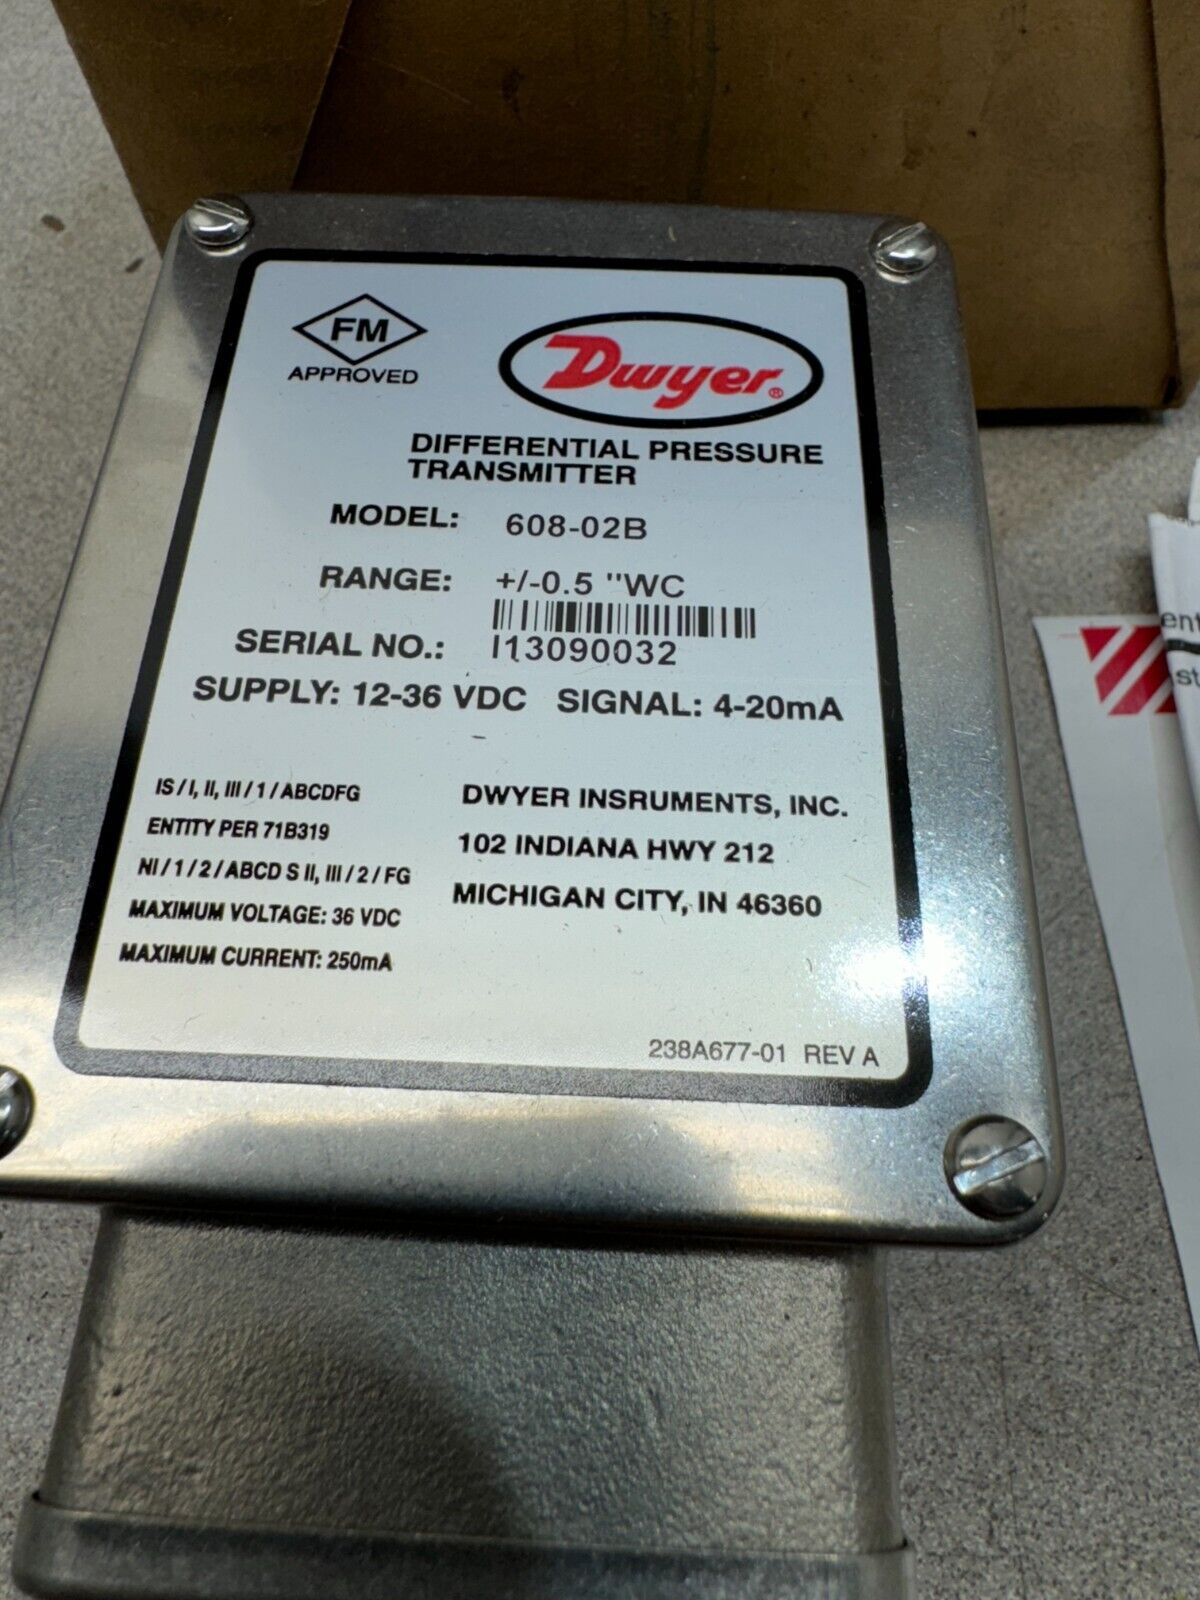 FM
APPROVED
Dwyer®
DIFFERENTIAL PRESSURE
TRANSMITTER
MODEL: 608-02B
RANGE: +/-0.5 "WC
SERIAL NO.: I13090032
SUPPLY: 12-36 VDC SIGNAL: 4-20mA
IS / I, II, III / 1 / ABCDFG
ENTITY PER 71B319
NI / 1 / 2 / ABCD S II, III / 2 / FG
MAXIMUM VOLTAGE: 36 VDC
MAXIMUM CURRENT: 250mA
DWYER INSRUMENTS, INC.
102 INDIANA HWY 212
MICHIGAN CITY, IN 46360
238A677-01 REV A